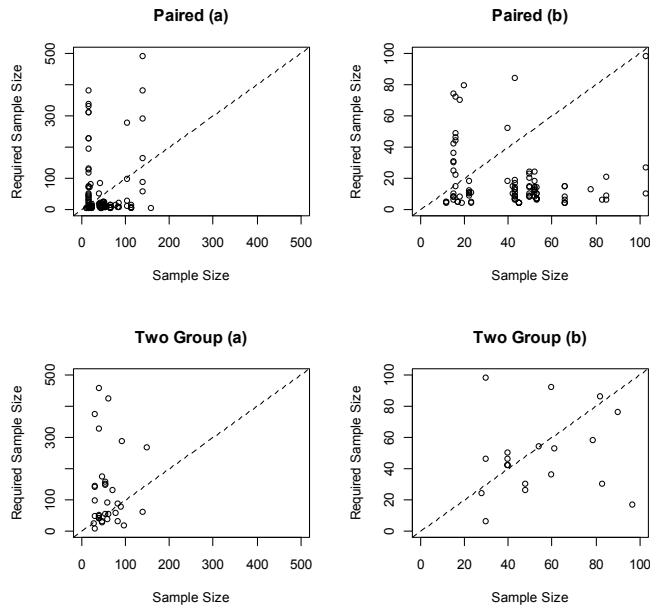 Paired (a)
Required Sample Size
500
300
100
0
0 100 200 300 400 500
Sample Size
Paired (b)
Required Sample Size
100
80
60
40
20
0
0 20 40 60 80 100
Sample Size
Two Group (a)
Required Sample Size
500
300
100
0
0 100 200 300 400 500
Sample Size
Two Group (b)
Required Sample Size
100
80
60
40
20
0
0 20 40 60 80 100
Sample Size